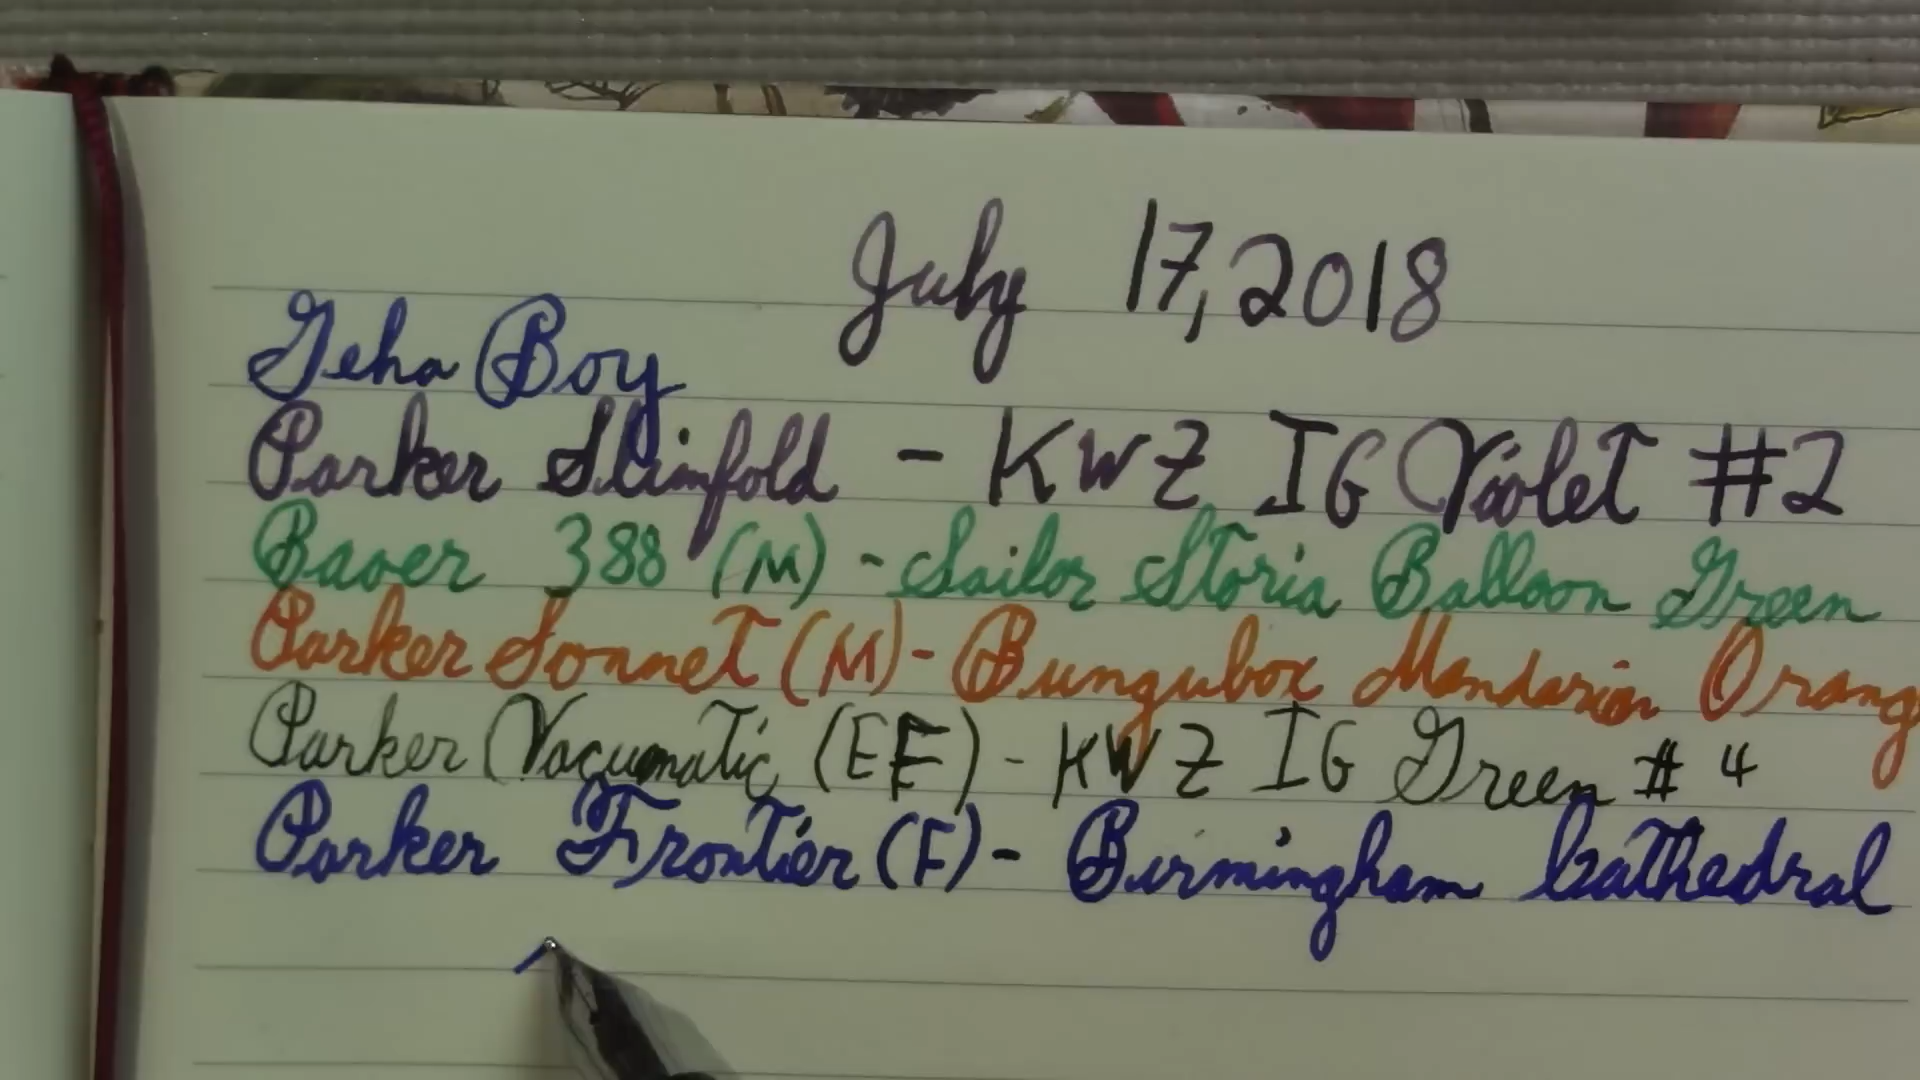 July 17, 2018
Geha Boy
Parker Slimfold - KWZ IG Violet #2
Bauer 388 (M) - Sailor Storia Balloon Green
Parker Sonnet (M) - Bungubox Mandarin Orang
Parker Vacumatic (EF) - KWZ IG Green #4
Parker Frontier (F) - Birmingham Cathedral